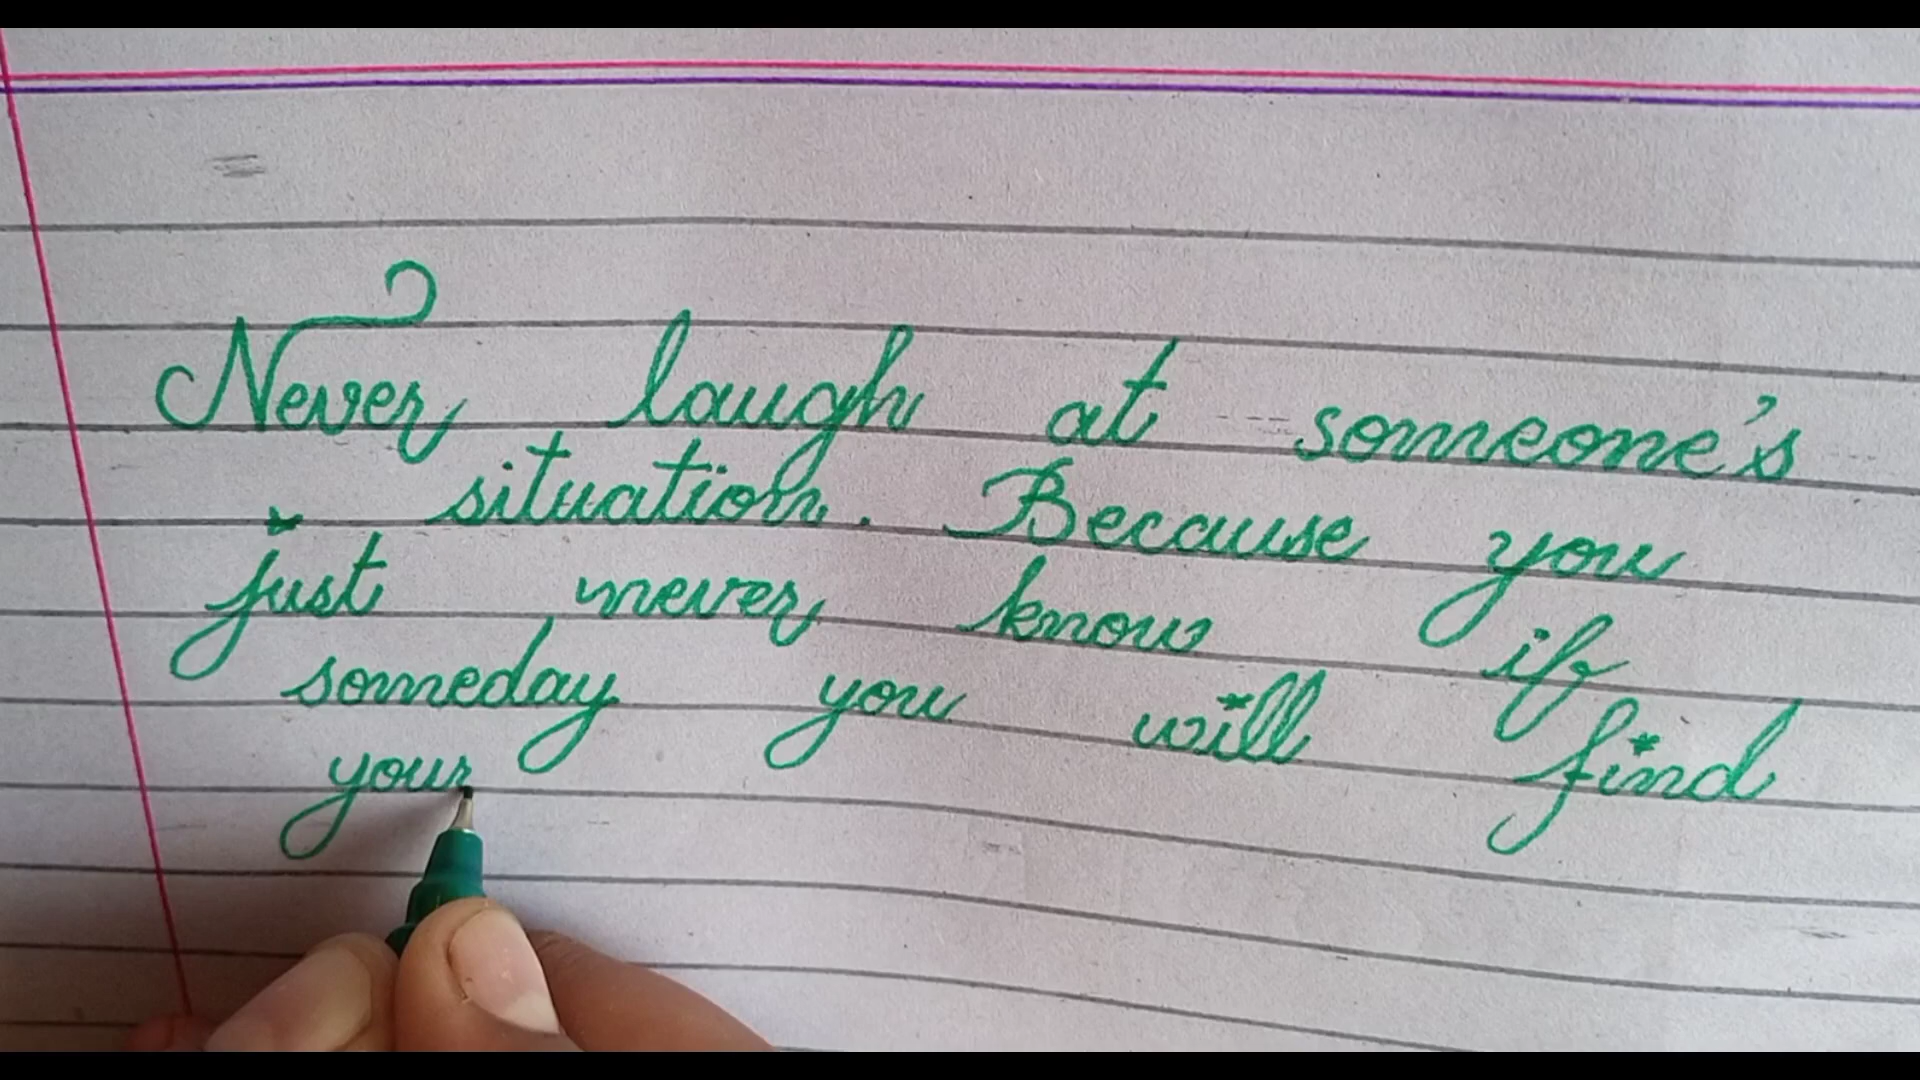 Never laugh at someone's
situation. Because you
just never know if
someday you will find
your